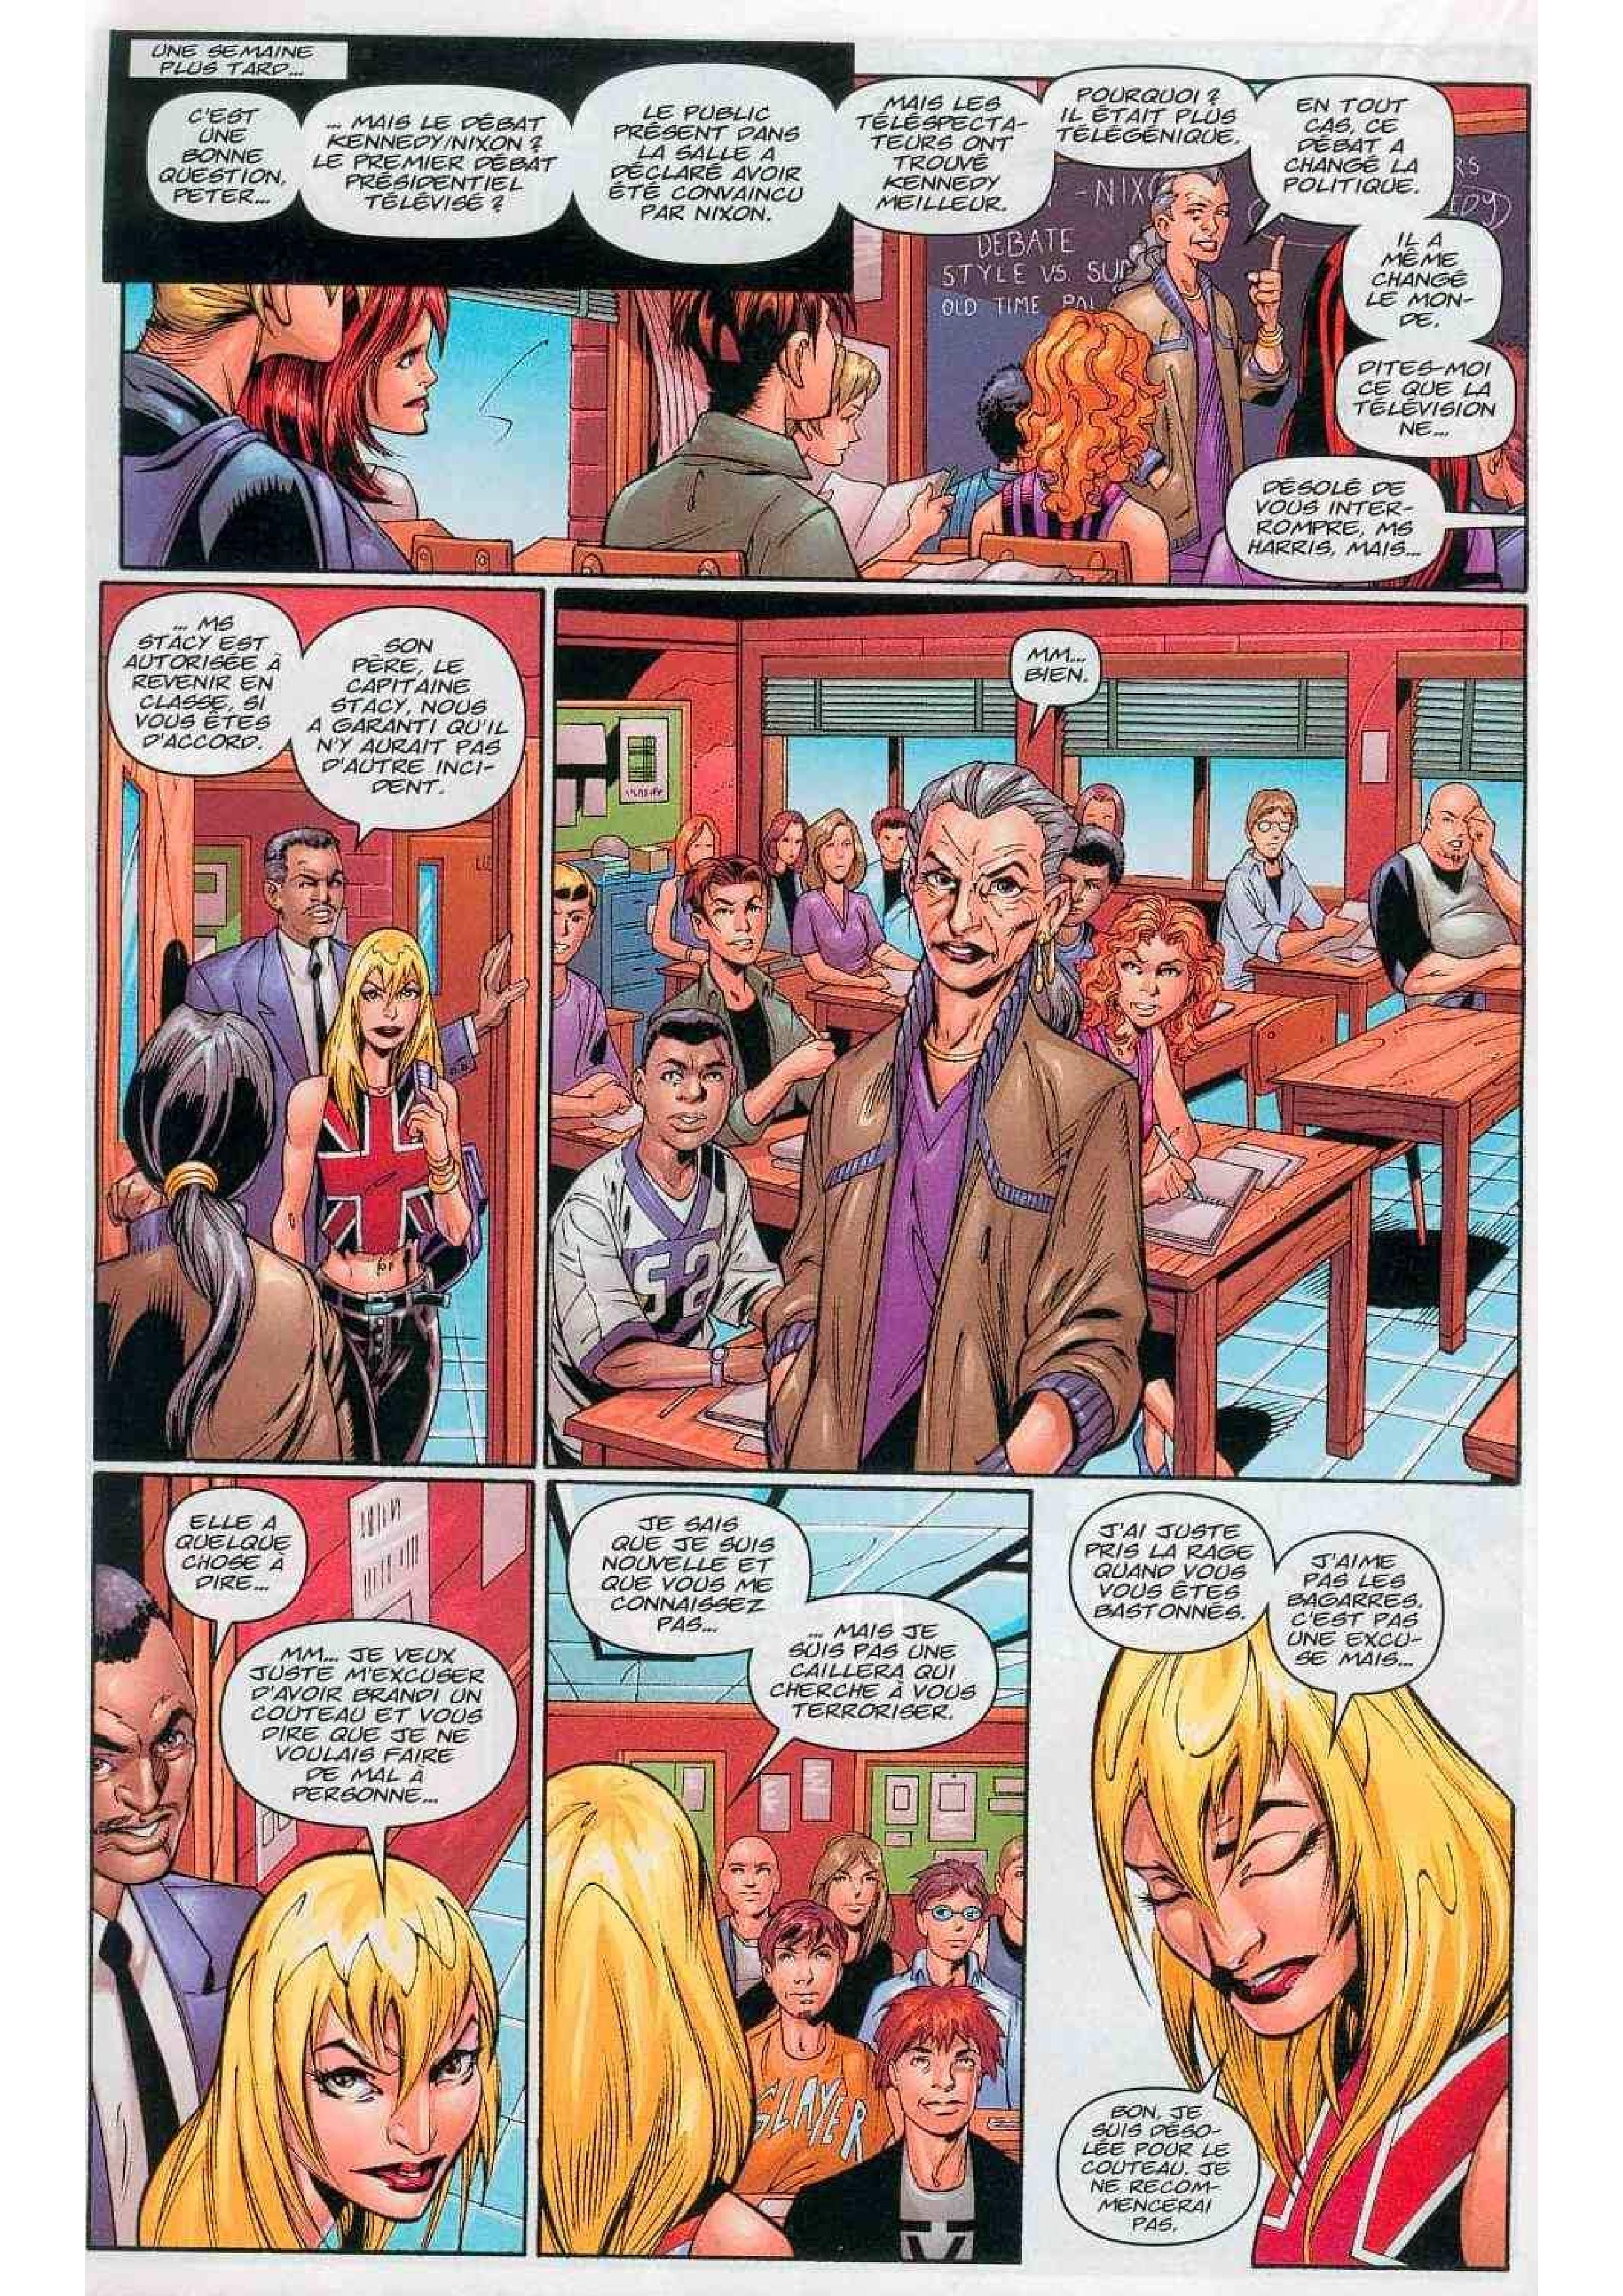 UNE SEMAINE
PLUS TARD...
C'EST
UNE
BONNE
QUESTION,
PETER...
... MAIS LE DÉBAT
KENNEDY/NIXON ?
LE PREMIER DÉBAT
PRÉSIDENTIEL
TÉLÉVISÉ ?
LE PUBLIC
PRÉSENT DANS
LA SALLE A
DÉCLARÉ AVOIR
ÉTÉ CONVAINCU
PAR NIXON.
MAIS LES
TÉLÉSPECTA-
TEURS ONT
TROUVÉ
KENNEDY
MEILLEUR.
POURQUOI ?
IL ÉTAIT PLUS
TÉLÉGÉNIQUE.
EN TOUT
CAS, CE
DÉBAT A
CHANGÉ LA
POLITIQUE.
IL A
MÊME
CHANGÉ
LE MON-
DE.
DITES-MOI
CE QUE LA
TÉLÉVISION
NE...
- NIX
DEBATE
STYLE VS. SU
OLD TIME
DÉSOLÉ DE
VOUS INTER-
ROMPRE, MS
HARRIS, MAIS...
... MS
STACY EST
AUTORISÉE À
REVENIR EN
CLASSE, SI
VOUS ÊTES
D'ACCORD.
SON
PÈRE, LE
CAPITAINE
STACY, NOUS
A GARANTI QU'IL
N'Y AURAIT PAS
D'AUTRE INCI-
DENT.
MM...
BIEN.
52
ELLE A
QUELQUE
CHOSE À
DIRE...
MM... JE VEUX
JUSTE M'EXCUSER
D'AVOIR BRANDI UN
COUTEAU ET VOUS
DIRE QUE JE NE
VOULAIS FAIRE
DE MAL À
PERSONNE...
JE SAIS
QUE JE SUIS
NOUVELLE ET
QUE VOUS ME
CONNAISSEZ
PAS...
... MAIS JE
SUIS PAS UNE
CAILLERA QUI
CHERCHE À VOUS
TERRORISER.
SLAYER
J'AI JUSTE
PRIS LA RAGE
QUAND VOUS
VOUS ÊTES
BASTONNÉS.
J'AIME
PAS LES
BAGARRES.
C'EST PAS
UNE EXCU-
SE MAIS...
BON, JE
SUIS DÉSO-
LÉE POUR LE
COUTEAU. JE
NE RECOM-
MENCERAI
PAS.